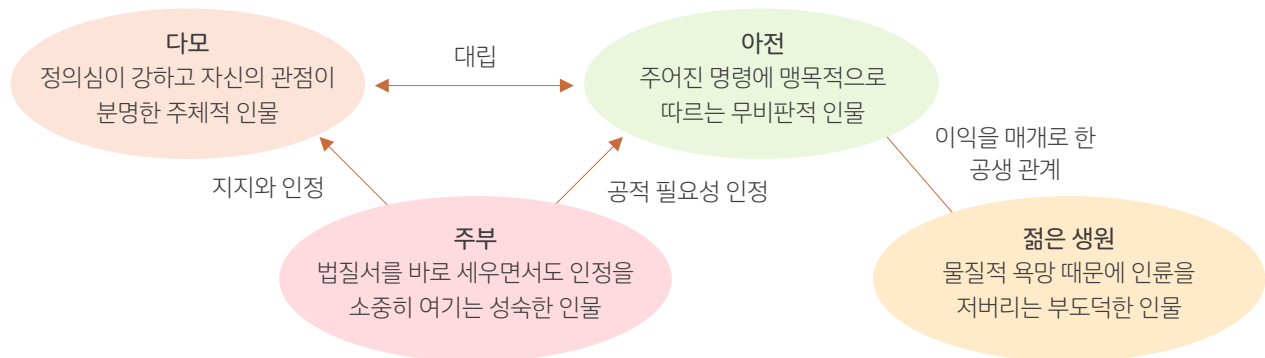 다모
정의심이 강하고 자신의 관점이
분명한 주체적 인물
대립
아전
주어진 명령에 맹목적으로
따르는 무비판적 인물
이익을 매개로 한
공생 관계
지지와 인정
공적 필요성 인정
주부
법질서를 바로 세우면서도 인정을
소중히 여기는 성숙한 인물
젊은 생원
물질적 욕망 때문에 인륜을
저버리는 부도덕한 인물